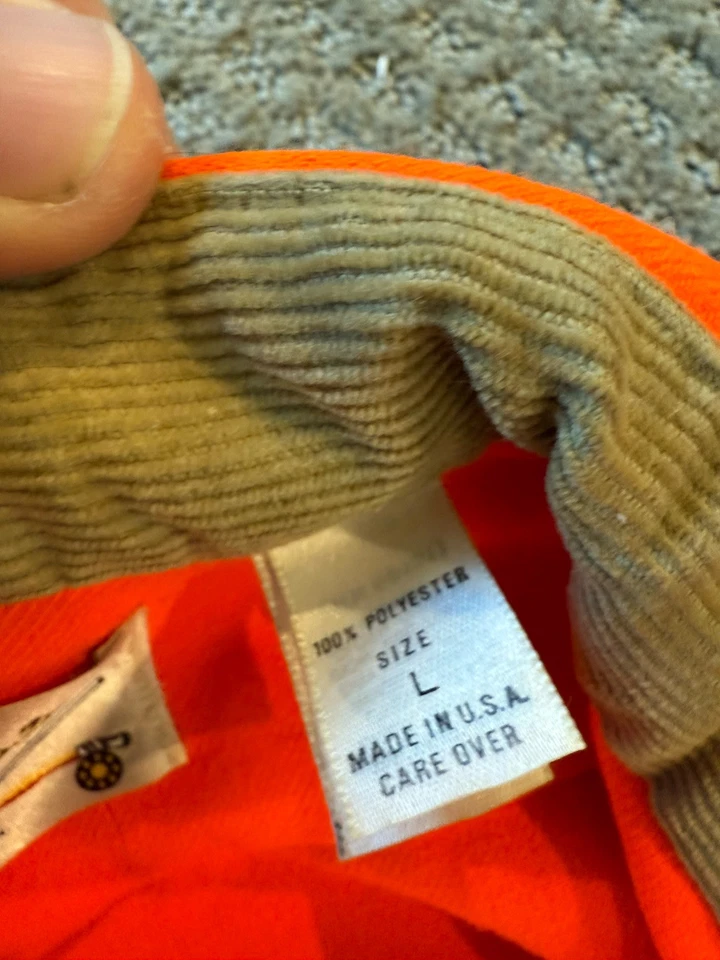 100% POLYESTER
SIZE
L
MADE IN U.S.A.
CARE OVER